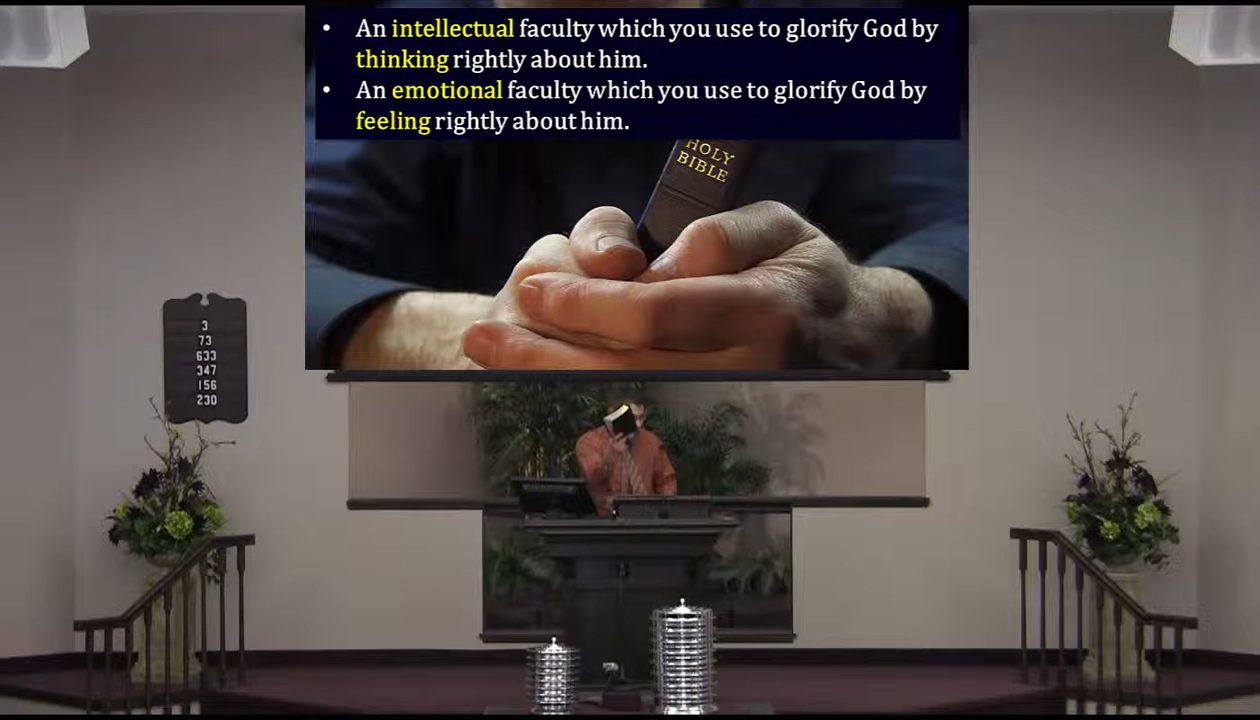 • An intellectual faculty which you use to glorify God by
thinking rightly about him.
• An emotional faculty which you use to glorify God by
feeling rightly about him.
HOLY
BIBLE
3
73
633
347
156
230